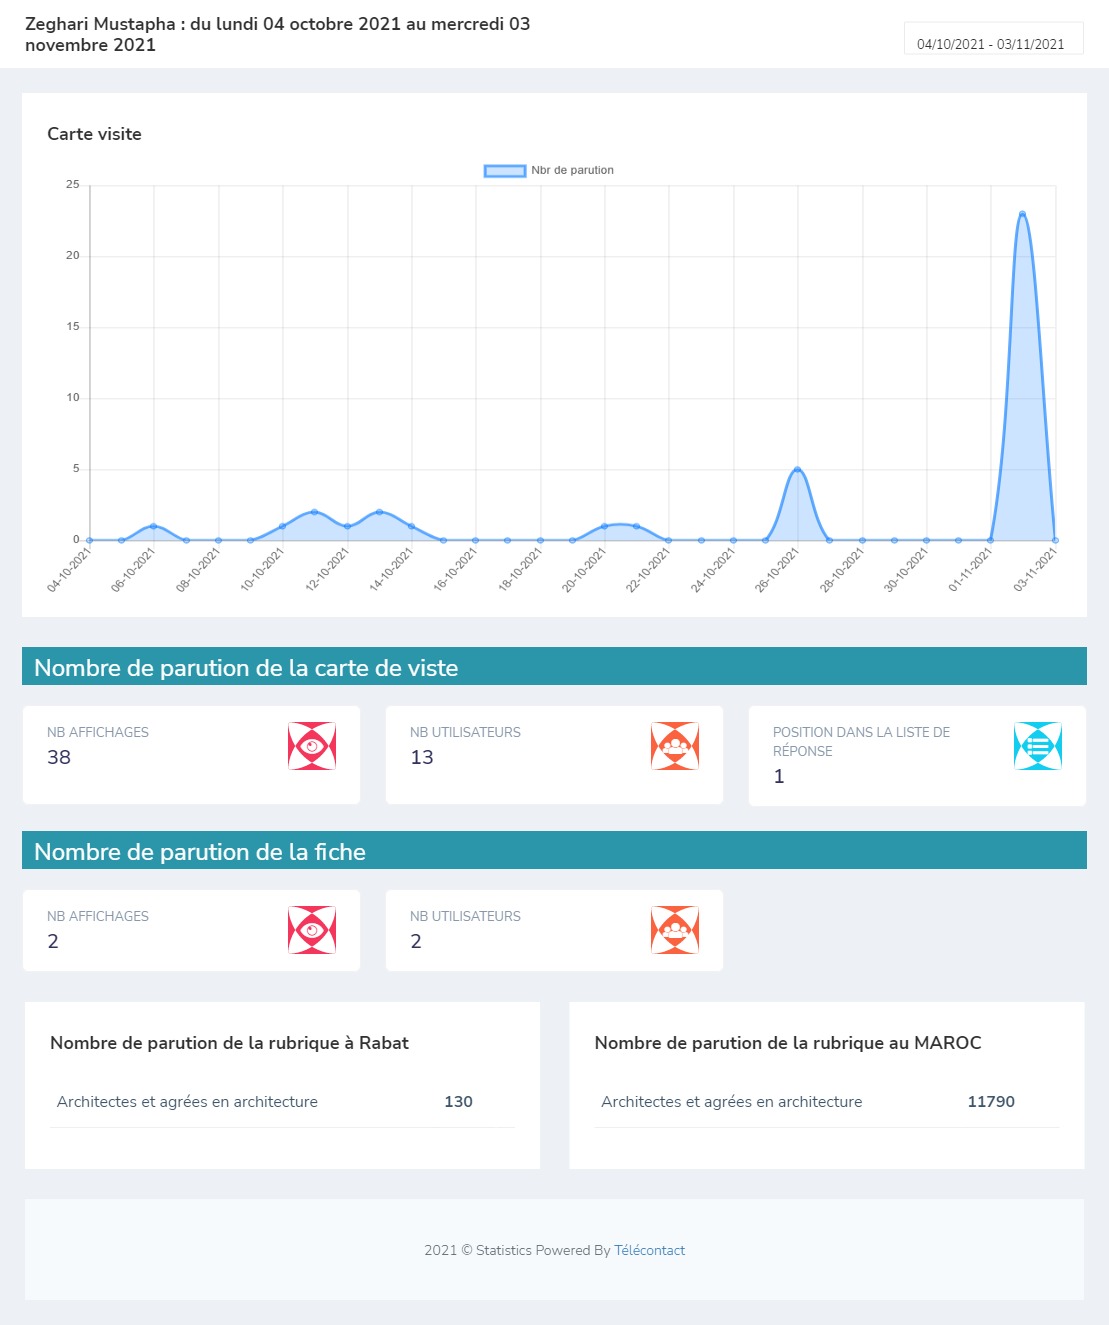 Zeghari Mustapha : du lundi 04 octobre 2021 au mercredi 03
novembre 2021
04/10/2021 - 03/11/2021
Carte visite
Nbr de parution
25
20
15
10
5
0
04-10-2021
06-10-2021
08-10-2021
10-10-2021
12-10-2021
14-10-2021
16-10-2021
18-10-2021
20-10-2021
22-10-2021
24-10-2021
26-10-2021
28-10-2021
30-10-2021
01-11-2021
03-11-2021
Nombre de parution de la carte de viste
NB AFFICHAGES
38
NB UTILISATEURS
13
POSITION DANS LA LISTE DE
RÉPONSE
1
Nombre de parution de la fiche
NB AFFICHAGES
2
NB UTILISATEURS
2
Nombre de parution de la rubrique à Rabat
Architectes et agrées en architecture 130
Nombre de parution de la rubrique au MAROC
Architectes et agrées en architecture 11790
2021 © Statistics Powered By Télécontact